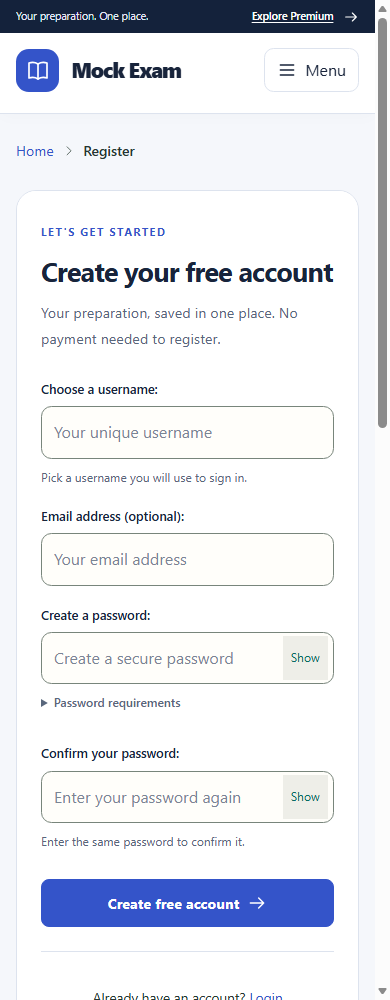 Your preparation. One place. Explore Premium →
Mock Exam
Menu
Home > Register
LET'S GET STARTED
Create your free account
Your preparation, saved in one place. No
payment needed to register.
Choose a username:
Your unique username
Pick a username you will use to sign in.
Email address (optional):
Your email address
Create a password:
Create a secure password Show
Password requirements
Confirm your password:
Enter your password again Show
Enter the same password to confirm it.
Create free account →
Already have an account? Login